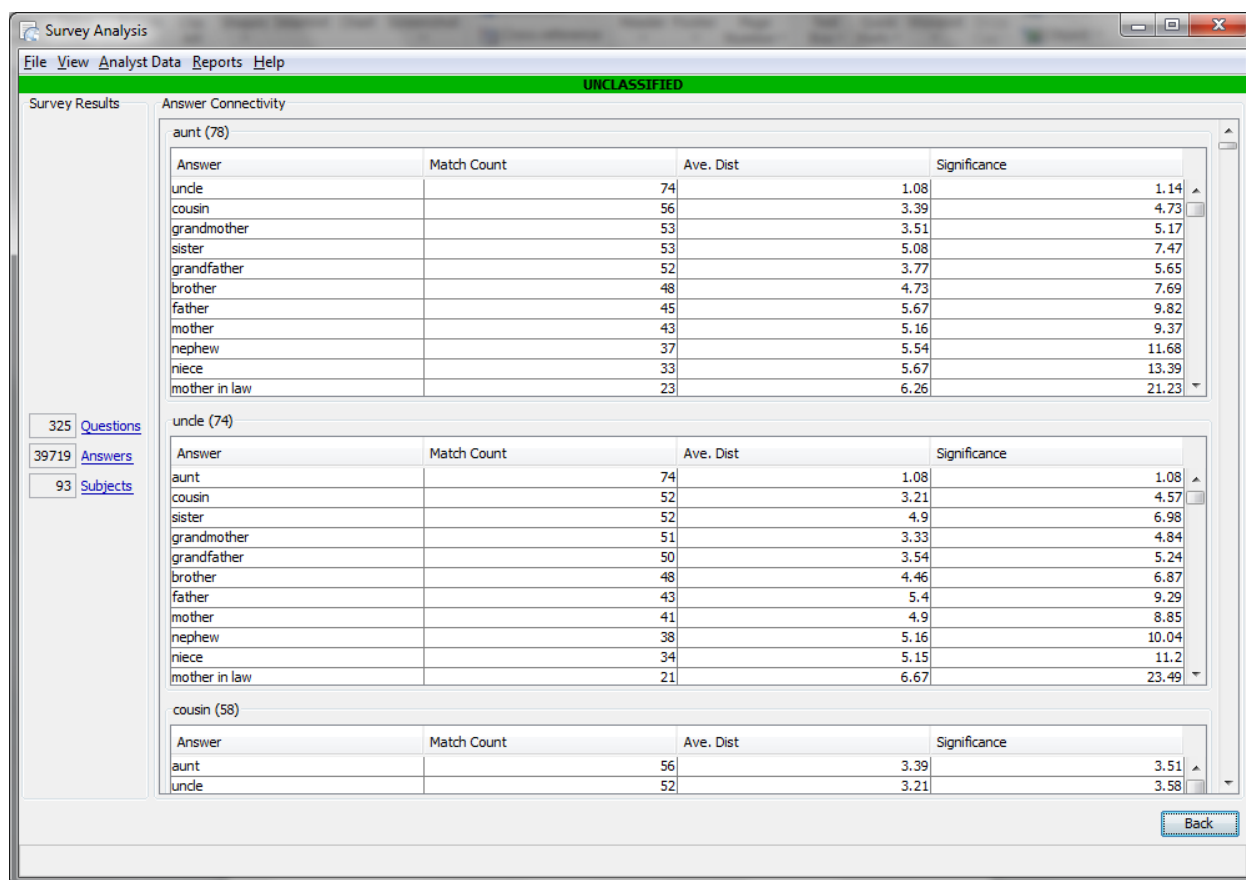 Survey Analysis
File View Analyst Data Reports Help
UNCLASSIFIED
Survey Results
Answer Connectivity
aunt (78)
Answer Match Count Ave. Dist Significance
uncle 74 1.08 1.14
cousin 56 3.39 4.73
grandmother 53 3.51 5.17
sister 53 5.08 7.47
grandfather 52 3.77 5.65
brother 48 4.73 7.69
father 45 5.67 9.82
mother 43 5.16 9.37
nephew 37 5.54 11.68
niece 33 5.67 13.39
mother in law 23 6.26 21.23
325 Questions
39719 Answers
93 Subjects
uncle (74)
Answer Match Count Ave. Dist Significance
aunt 74 1.08 1.08
cousin 52 3.21 4.57
sister 52 4.9 6.98
grandmother 51 3.33 4.84
grandfather 50 3.54 5.24
brother 48 4.46 6.87
father 43 5.4 9.29
mother 41 4.9 8.85
nephew 38 5.16 10.04
niece 34 5.15 11.2
mother in law 21 6.67 23.49
cousin (58)
Answer Match Count Ave. Dist Significance
aunt 56 3.39 3.51
uncle 52 3.21 3.58
Back